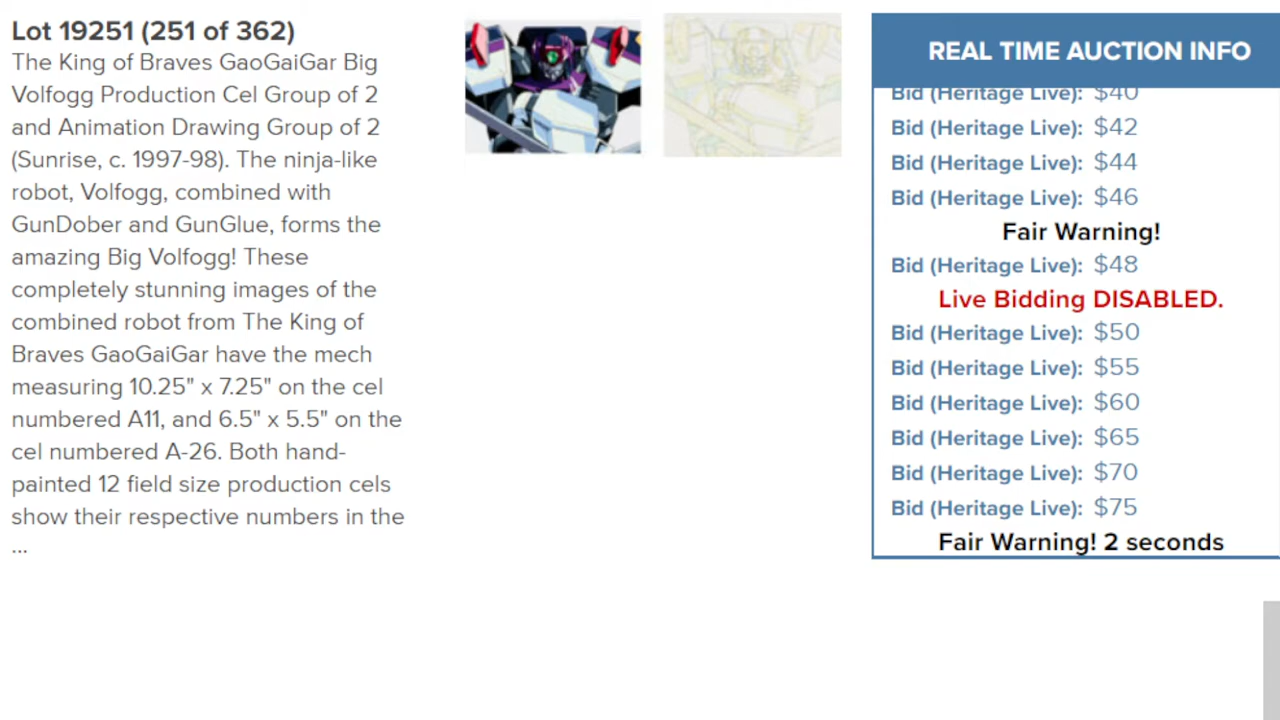 Lot 19251 (251 of 362)
The King of Braves GaoGaiGar Big
Volfogg Production Cel Group of 2
and Animation Drawing Group of 2
(Sunrise, c. 1997-98). The ninja-like
robot, Volfogg, combined with
GunDober and GunGlue, forms the
amazing Big Volfogg! These
completely stunning images of the
combined robot from The King of
Braves GaoGaiGar have the mech
measuring 10.25" x 7.25" on the cel
numbered A11, and 6.5" x 5.5" on the
cel numbered A-26. Both hand-
painted 12 field size production cels
show their respective numbers in the
...
REAL TIME AUCTION INFO
Bid (Heritage Live): $40
Bid (Heritage Live): $42
Bid (Heritage Live): $44
Bid (Heritage Live): $46
Fair Warning!
Bid (Heritage Live): $48
Live Bidding DISABLED.
Bid (Heritage Live): $50
Bid (Heritage Live): $55
Bid (Heritage Live): $60
Bid (Heritage Live): $65
Bid (Heritage Live): $70
Bid (Heritage Live): $75
Fair Warning! 2 seconds